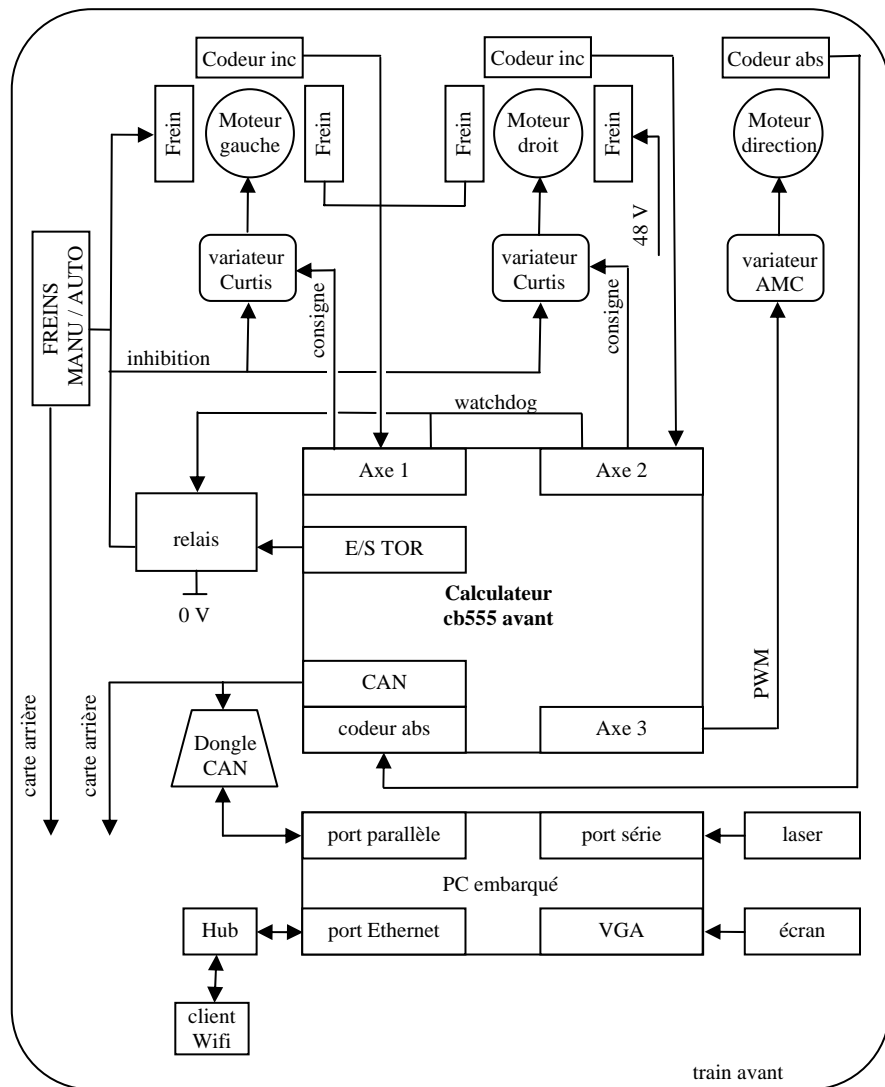 Codeur inc
Codeur inc
Codeur abs
Frein
Moteur
gauche
Frein
Frein
Moteur
droit
Frein
Moteur
direction
48 V
FREINS
MANU / AUTO
variateur
Curtis
variateur
Curtis
variateur
AMC
consigne
consigne
inhibition
watchdog
Axe 1
Axe 2
relais
E/S TOR
0 V
Calculateur
cb555 avant
PWM
CAN
codeur abs
Axe 3
carte arrière
carte arrière
Dongle
CAN
port parallèle
port série
laser
PC embarqué
Hub
port Ethernet
VGA
écran
client
Wifi
train avant